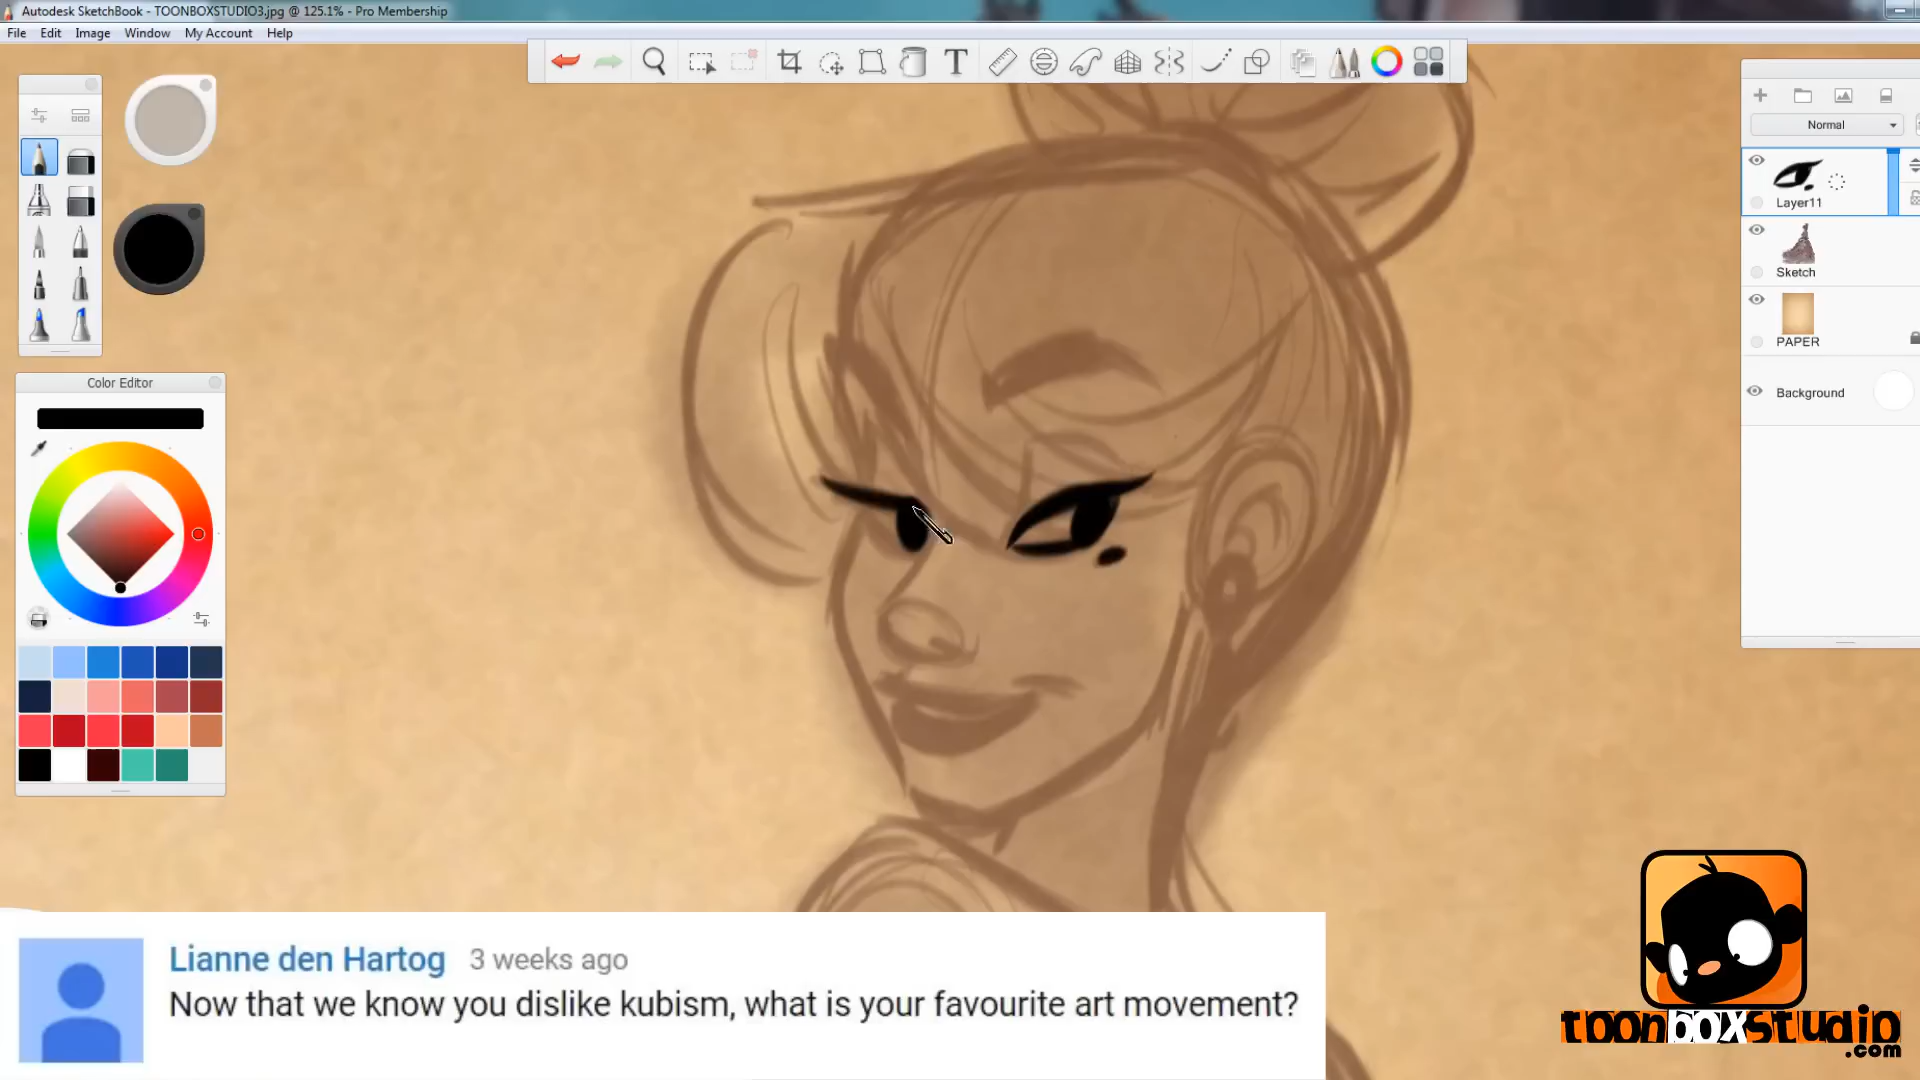 Autodesk SketchBook - TOONBOXSTUDIO3.jpg @ 125.1% - Pro Membership
File Edit Image Window My Account Help
T
Normal
Layer11
Sketch
PAPER
Background
Color Editor
Lianne den Hartog 3 weeks ago
Now that we know you dislike kubism, what is your favourite art movement?
toonboxstudio
.com